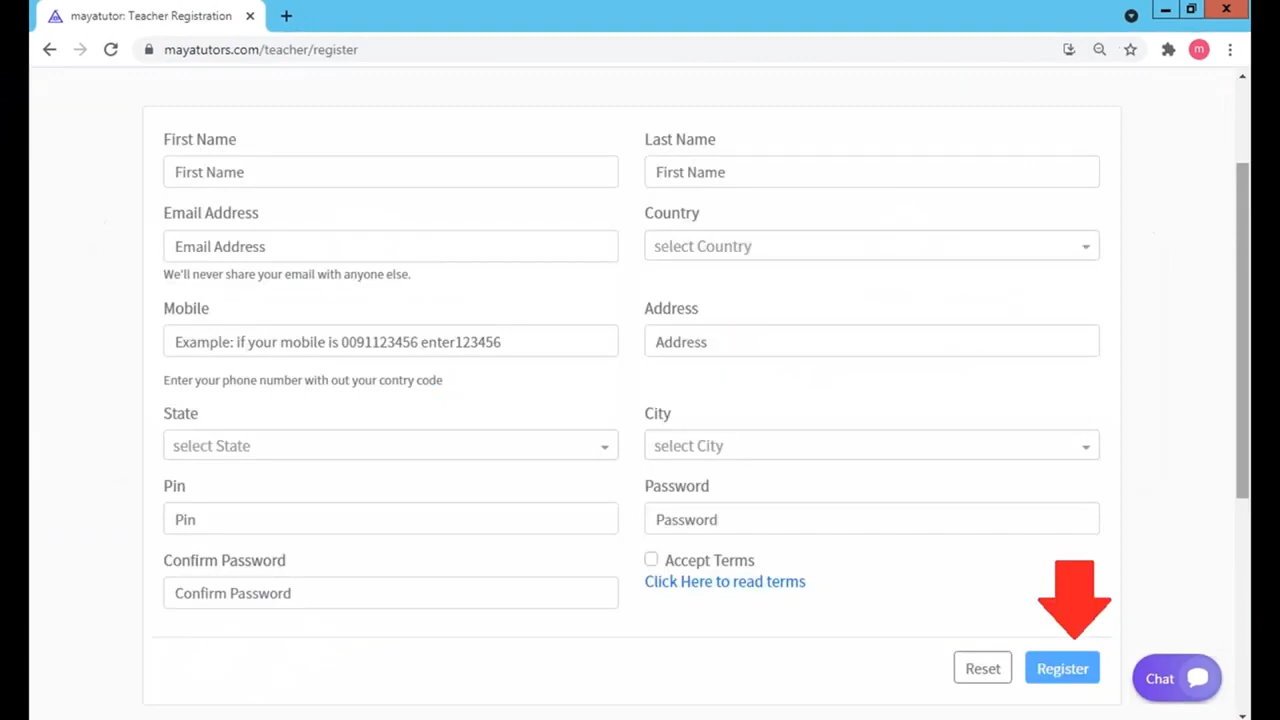 mayatutor: Teacher Registration
mayatutors.com/teacher/register
m
First Name
Last Name
First Name
First Name
Email Address
Country
Email Address
select Country
We'll never share your email with anyone else.
Mobile
Address
Example: if your mobile is 0091123456 enter123456
Address
Enter your phone number with out your contry code
State
City
select State
select City
Pin
Password
Pin
Password
Confirm Password
Accept Terms
Click Here to read terms
Confirm Password
Reset
Register
Chat